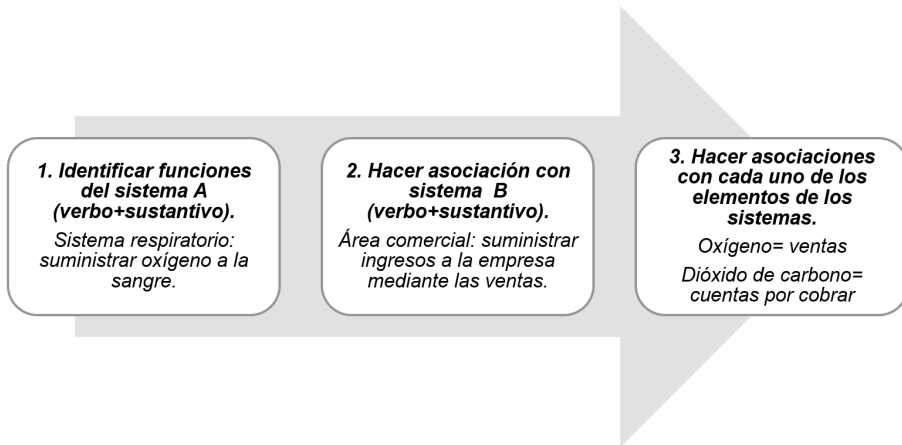 1. Identificar funciones
del sistema A
(verbo+sustantivo).
Sistema respiratorio:
suministrar oxígeno a la
sangre.
2. Hacer asociación con
sistema B
(verbo+sustantivo).
Área comercial: suministrar
ingresos a la empresa
mediante las ventas.
3. Hacer asociaciones
con cada uno de los
elementos de los
sistemas.
Oxígeno= ventas
Dióxido de carbono=
cuentas por cobrar